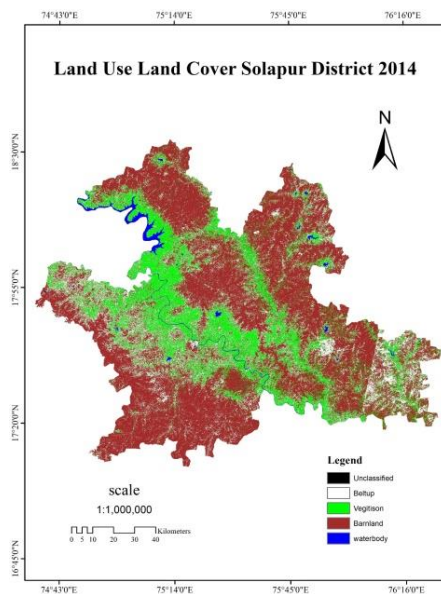 74°43'0"E 75°14'0"E 75°45'0"E 76°16'0"E
Land Use Land Cover Solapur District 2014
N
18°30'0"N
17°55'0"N
17°20'0"N
16°45'0"N
Legend
Unclassified
Beltup
Vegitison
Barnland
waterbody
scale
1:1,000,000
Kilometers
0 5 10 20 30 40
74°43'0"E 75°14'0"E 75°45'0"E 76°16'0"E